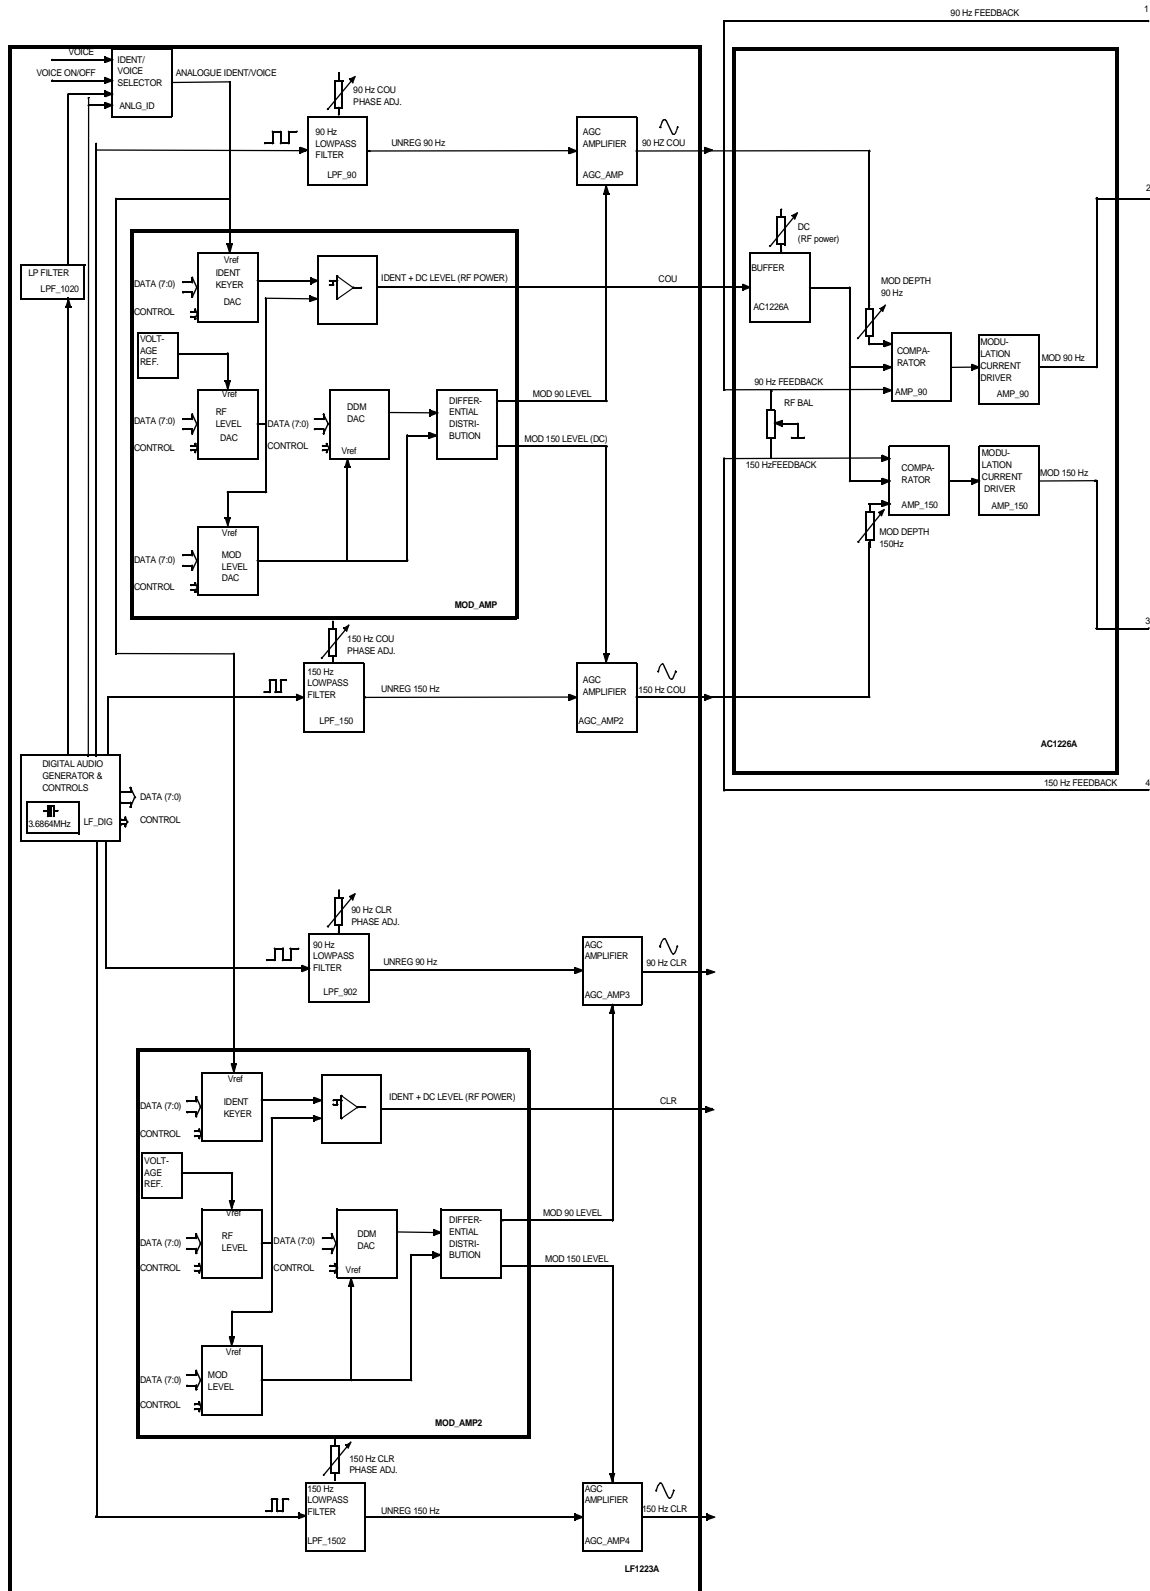 90 Hz FEEDBACK
1
VOICE
VOICE ON/OFF
IDENT/
VOICE
SELECTOR
ANLG_ID
ANALOGUE IDENT/VOICE
90 Hz COU
PHASE ADJ.
90 Hz
LOWPASS
FILTER
LPF_90
UNREG 90 Hz
AGC
AMPLIFIER
AGC_AMP
90 HZ COU
2
LP FILTER
LPF_1020
Vref
IDENT
KEYER
DAC
DATA (7:0)
CONTROL
IDENT + DC LEVEL (RF POWER)
COU
DC
(RF power)
BUFFER
AC1226A
MOD DEPTH
90 Hz
VOLT-
AGE
REF.
COMPA-
RATOR
AMP_90
MODU-
LATION
CURRENT
DRIVER
AMP_90
MOD 90 Hz
Vref
RF
LEVEL
DAC
DATA (7:0)
CONTROL
DATA (7:0)
CONTROL
DDM
DAC
Vref
DIFFER-
ENTIAL
DISTRI-
BUTION
MOD 90 LEVEL
MOD 150 LEVEL (DC)
90 Hz FEEDBACK
RF BAL
150 HzFEEDBACK
COMPA-
RATOR
AMP_150
MODU-
LATION
CURRENT
DRIVER
AMP_150
MOD 150 Hz
Vref
MOD
LEVEL
DAC
DATA (7:0)
CONTROL
MOD DEPTH
150Hz
MOD_AMP
3
150 Hz COU
PHASE ADJ.
150 Hz
LOWPASS
FILTER
LPF_150
UNREG 150 Hz
AGC
AMPLIFIER
AGC_AMP2
150 Hz COU
AC1226A
150 Hz FEEDBACK
4
DIGITAL AUDIO
GENERATOR &
CONTROLS
3.6864MHz
LF_DIG
DATA (7:0)
CONTROL
90 Hz CLR
PHASE ADJ.
90 Hz
LOWPASS
FILTER
LPF_902
UNREG 90 Hz
AGC
AMPLIFIER
AGC_AMP3
90 Hz CLR
Vref
IDENT
KEYER
DATA (7:0)
CONTROL
IDENT + DC LEVEL (RF POWER)
CLR
VOLT-
AGE
REF.
Vref
RF
LEVEL
DATA (7:0)
CONTROL
DATA (7:0)
CONTROL
DDM
DAC
Vref
DIFFER-
ENTIAL
DISTRI-
BUTION
MOD 90 LEVEL
MOD 150 LEVEL
Vref
MOD
LEVEL
DATA (7:0)
CONTROL
MOD_AMP2
150 Hz CLR
PHASE ADJ.
150 Hz
LOWPASS
FILTER
LPF_1502
UNREG 150 Hz
AGC
AMPLIFIER
AGC_AMP4
150 Hz CLR
LF1223A